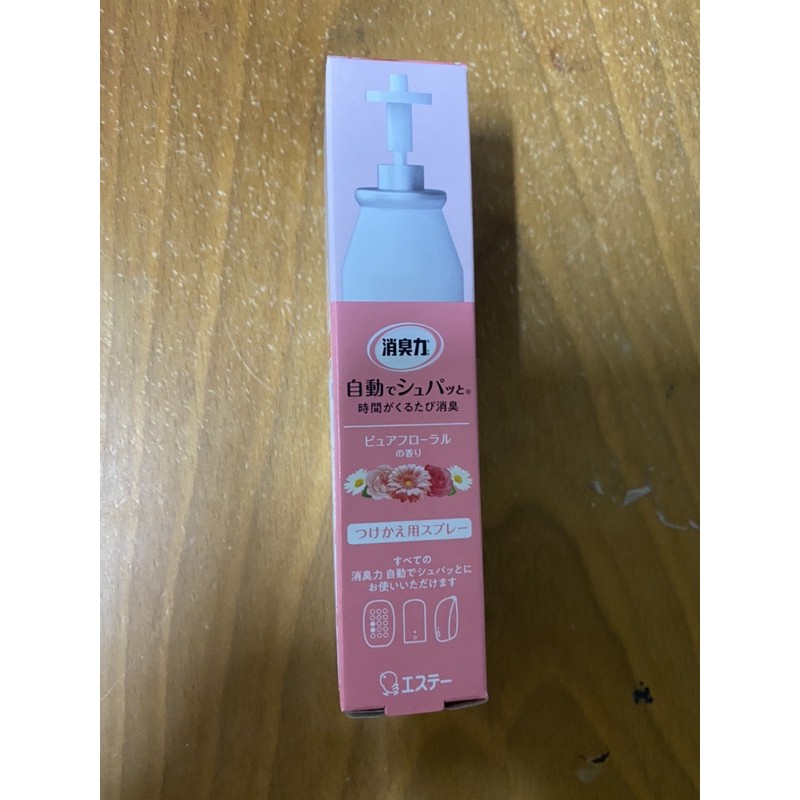 消臭力®
自動でシュパッと®
時間がくるたび消臭
ピュアフローラル
の香り
つけかえ用スプレー
すべての
消臭力 自動でシュパッとに
お使いいただけます
エステー